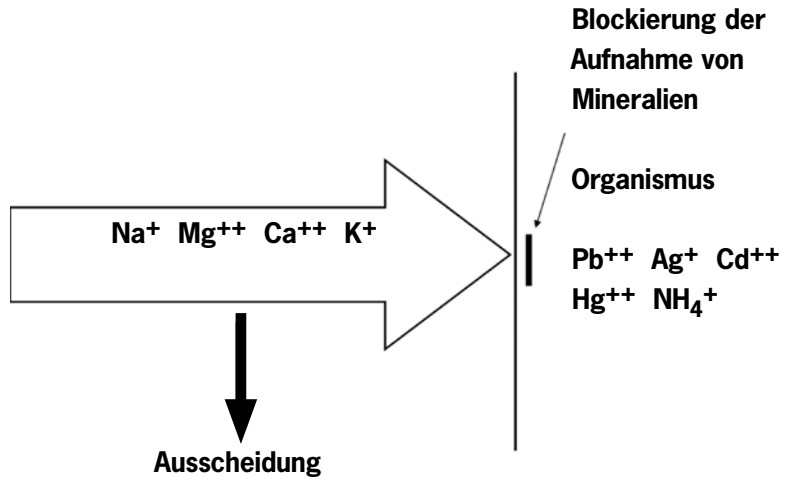 Blockierung der
Aufnahme von
Mineralien
Organismus
Na⁺ Mg⁺⁺ Ca⁺⁺ K⁺
Pb⁺⁺ Ag⁺ Cd⁺⁺
Hg⁺⁺ NH₄⁺
Ausscheidung